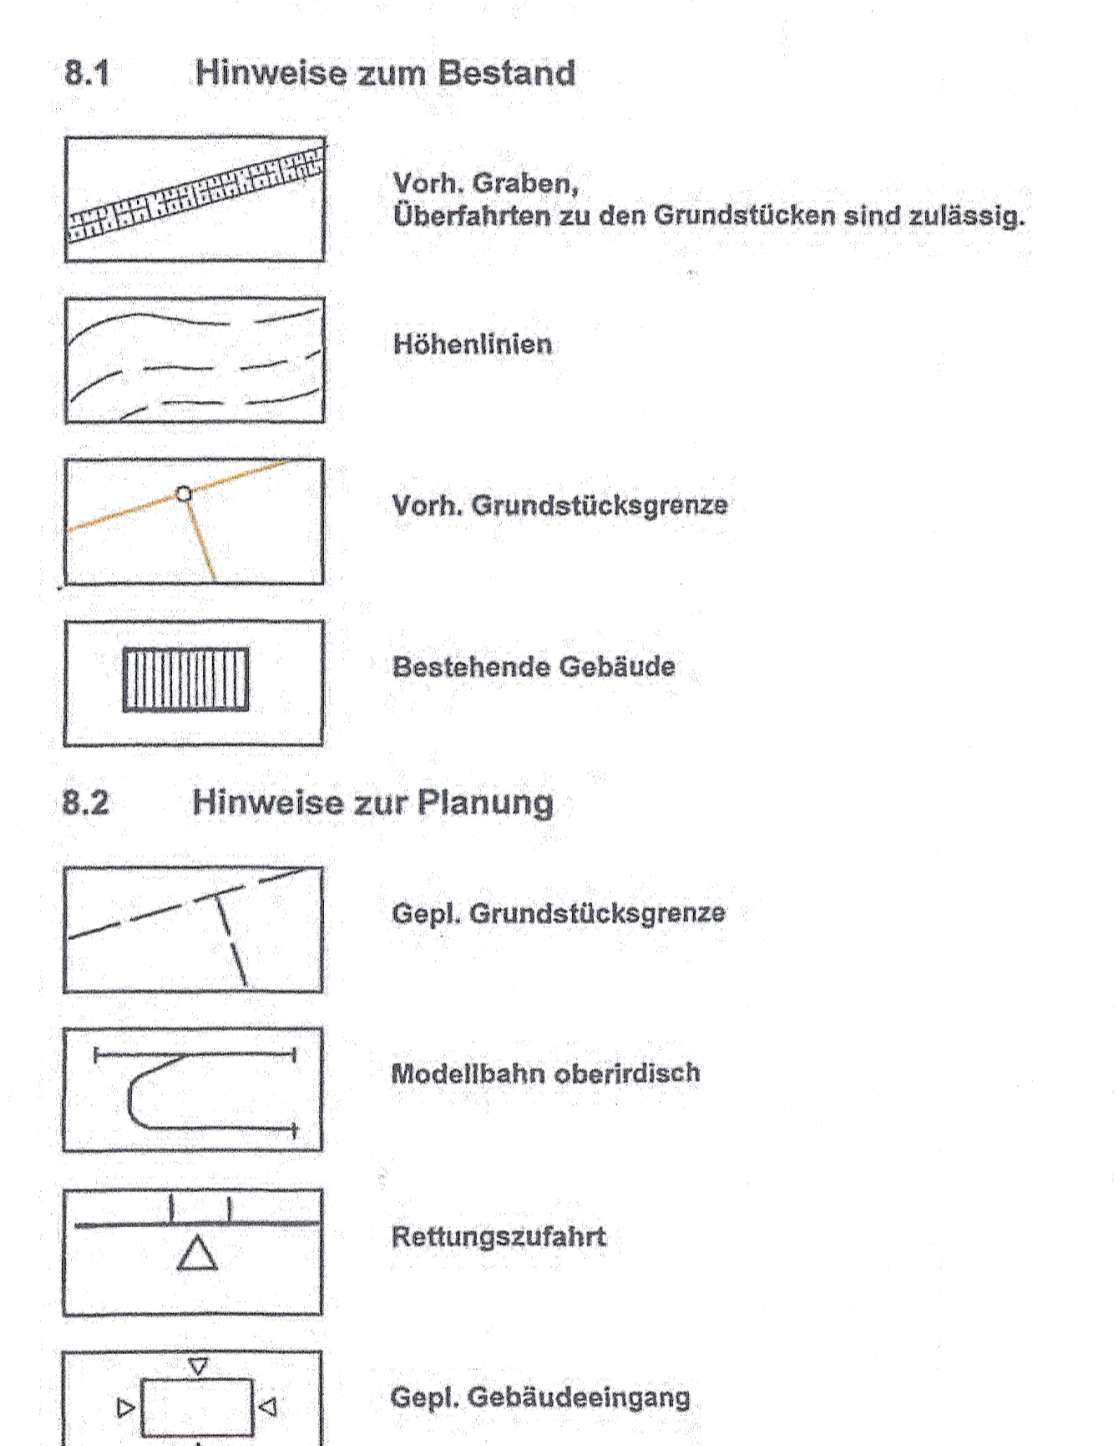 8.1 Hinweise zum Bestand
Vorh. Graben,
Überfahrten zu den Grundstücken sind zulässig.
Höhenlinien
Vorh. Grundstücksgrenze
Bestehende Gebäude
8.2 Hinweise zur Planung
Gepl. Grundstücksgrenze
Modellbahn oberirdisch
Rettungszufahrt
Gepl. Gebäudeeingang